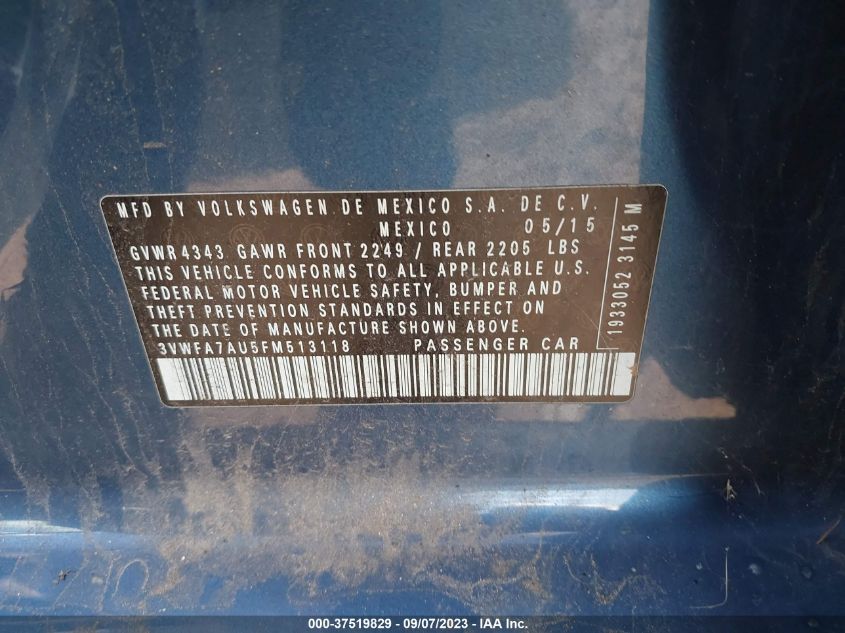 MFD BY VOLKSWAGEN DE MEXICO S.A. DE C.V.
MEXICO 05/15
GVWR 4343 GAWR FRONT 2249 / REAR 2205 LBS
THIS VEHICLE CONFORMS TO ALL APPLICABLE U.S.
FEDERAL MOTOR VEHICLE SAFETY, BUMPER AND
THEFT PREVENTION STANDARDS IN EFFECT ON
THE DATE OF MANUFACTURE SHOWN ABOVE.
3VWFA7AU5FM513118 PASSENGER CAR
1933052 3145 M
000-37519829 - 09/07/2023 - IAA Inc.